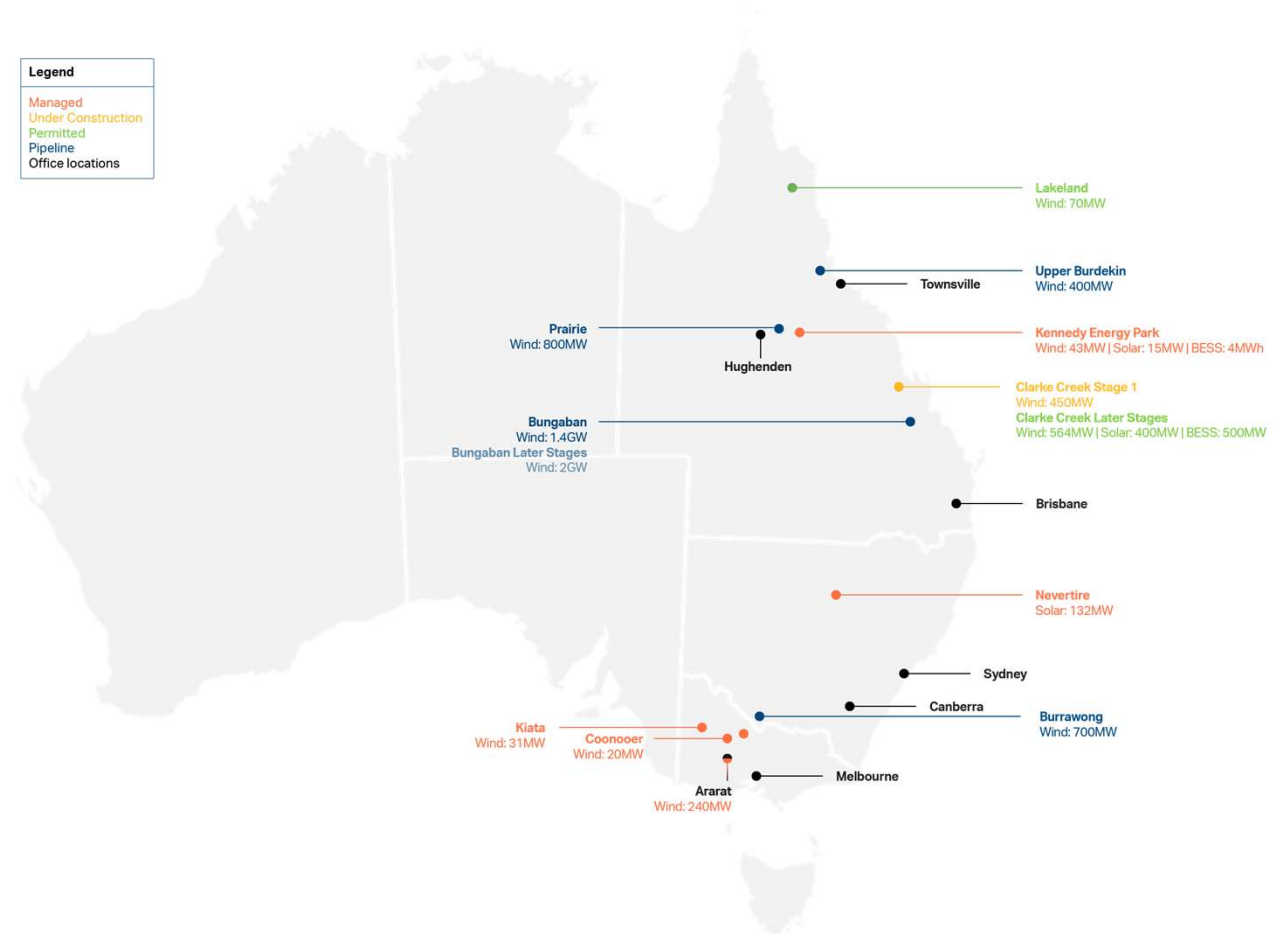 Legend
Managed
Under Construction
Permitted
Pipeline
Office locations
Lakeland
Wind: 70MW
Upper Burdekin
Wind: 400MW
Townsville
Prairie
Wind: 800MW
Kennedy Energy Park
Wind: 43MW | Solar: 15MW | BESS: 4MWh
Hughenden
Clarke Creek Stage 1
Wind: 450MW
Clarke Creek Later Stages
Wind: 564MW | Solar: 400MW | BESS: 500MW
Bungaban
Wind: 1.4GW
Bungaban Later Stages
Wind: 2GW
Brisbane
Nevertire
Solar: 132MW
Sydney
Canberra
Burrawong
Wind: 700MW
Kiata
Wind: 31MW
Coonooer
Wind: 20MW
Melbourne
Ararat
Wind: 240MW